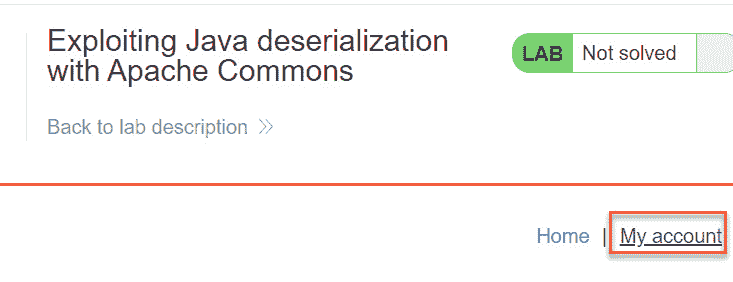 Exploiting Java deserialization
with Apache Commons
LAB Not solved
Back to lab description >>
Home | My account